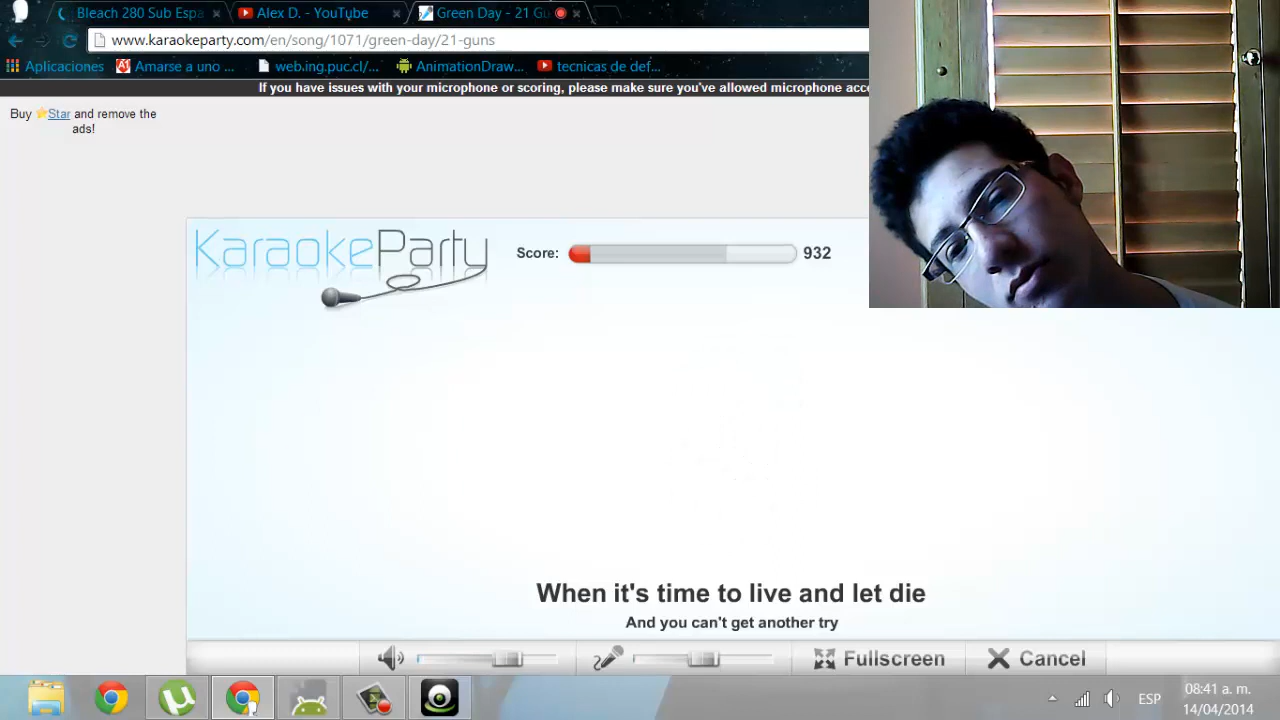 Bleach 280 Sub Espa
Alex D. - YouTube
Green Day - 21 Gu
www.karaokeparty.com/en/song/1071/green-day/21-guns
Aplicaciones
Amarse a uno ...
web.ing.puc.cl/...
AnimationDraw...
tecnicas de def...
If you have issues with your microphone or scoring, please make sure you've allowed microphone acce
Buy Star and remove the
ads!
KaraokeParty
Score:
932
When it's time to live and let die
And you can't get another try
Fullscreen
Cancel
ESP
08:41 a. m.
14/04/2014